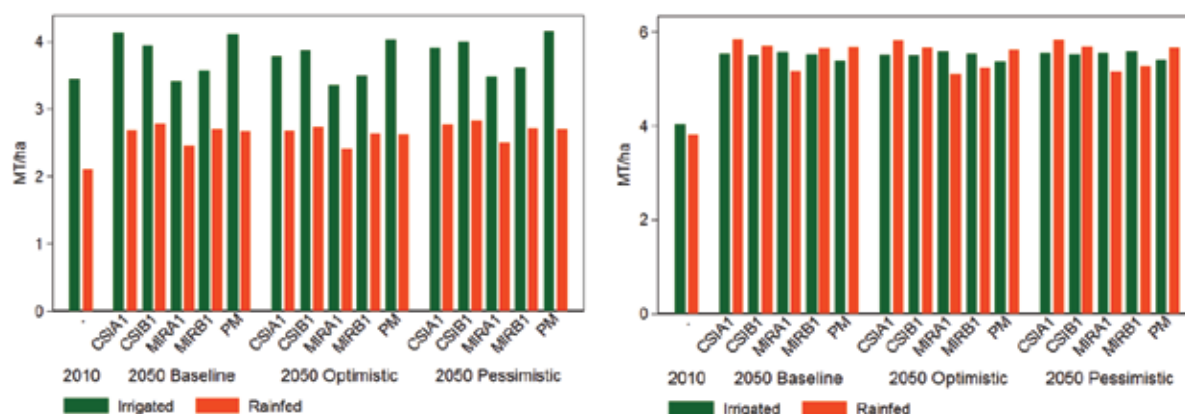 MT/ha
4
3
2
1
0
-
CSIA1
CSIB1
MIRA1
MIRB1
PM
CSIA1
CSIB1
MIRA1
MIRB1
PM
CSIA1
CSIB1
MIRA1
MIRB1
PM
2010 2050 Baseline 2050 Optimistic 2050 Pessimistic
Irrigated Rainfed
MT/ha
6
4
2
0
-
CSIA1
CSIB1
MIRA1
MIRB1
PM
CSIA1
CSIB1
MIRA1
MIRB1
PM
CSIA1
CSIB1
MIRA1
MIRB1
PM
2010 2050 Baseline 2050 Optimistic 2050 Pessimistic
Irrigated Rainfed